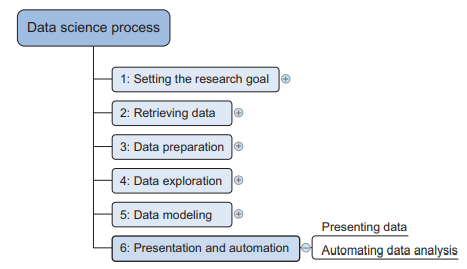 Data science process
1: Setting the research goal
2: Retrieving data
3: Data preparation
4: Data exploration
5: Data modeling
6: Presentation and automation
Presenting data
Automating data analysis